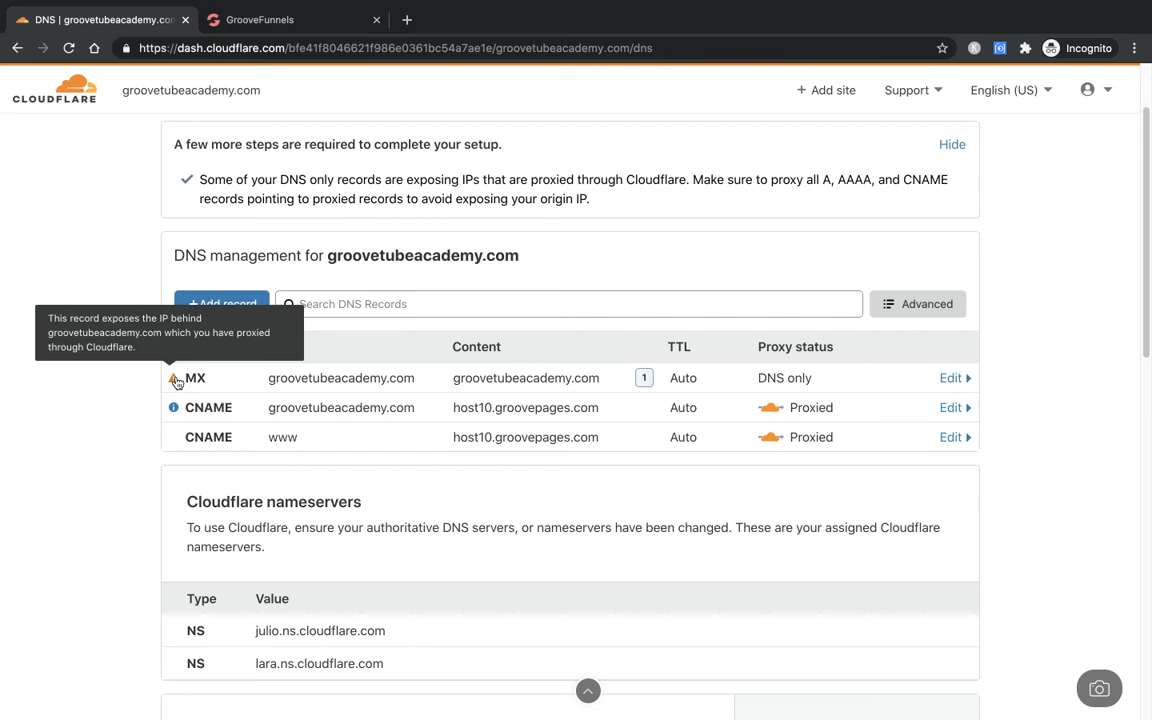 DNS | groovetubeacademy.con
GrooveFunnels
https://dash.cloudflare.com/bfe41f8046621f986e0361bc54a7ae1e/groovetubeacademy.com/dns
Incognito
CLOUDFLARE
groovetubeacademy.com
+ Add site
Support
English (US)
A few more steps are required to complete your setup.
Hide
Some of your DNS only records are exposing IPs that are proxied through Cloudflare. Make sure to proxy all A, AAAA, and CNAME
records pointing to proxied records to avoid exposing your origin IP.
DNS management for groovetubeacademy.com
+Add record
Search DNS Records
Advanced
This record exposes the IP behind
groovetubeacademy.com which you have proxied
through Cloudflare.
Content TTL Proxy status
MX groovetubeacademy.com groovetubeacademy.com 1 Auto DNS only Edit
CNAME groovetubeacademy.com host10.groovepages.com Auto Proxied Edit
CNAME www host10.groovepages.com Auto Proxied Edit
Cloudflare nameservers
To use Cloudflare, ensure your authoritative DNS servers, or nameservers have been changed. These are your assigned Cloudflare
nameservers.
Type Value
NS julio.ns.cloudflare.com
NS lara.ns.cloudflare.com